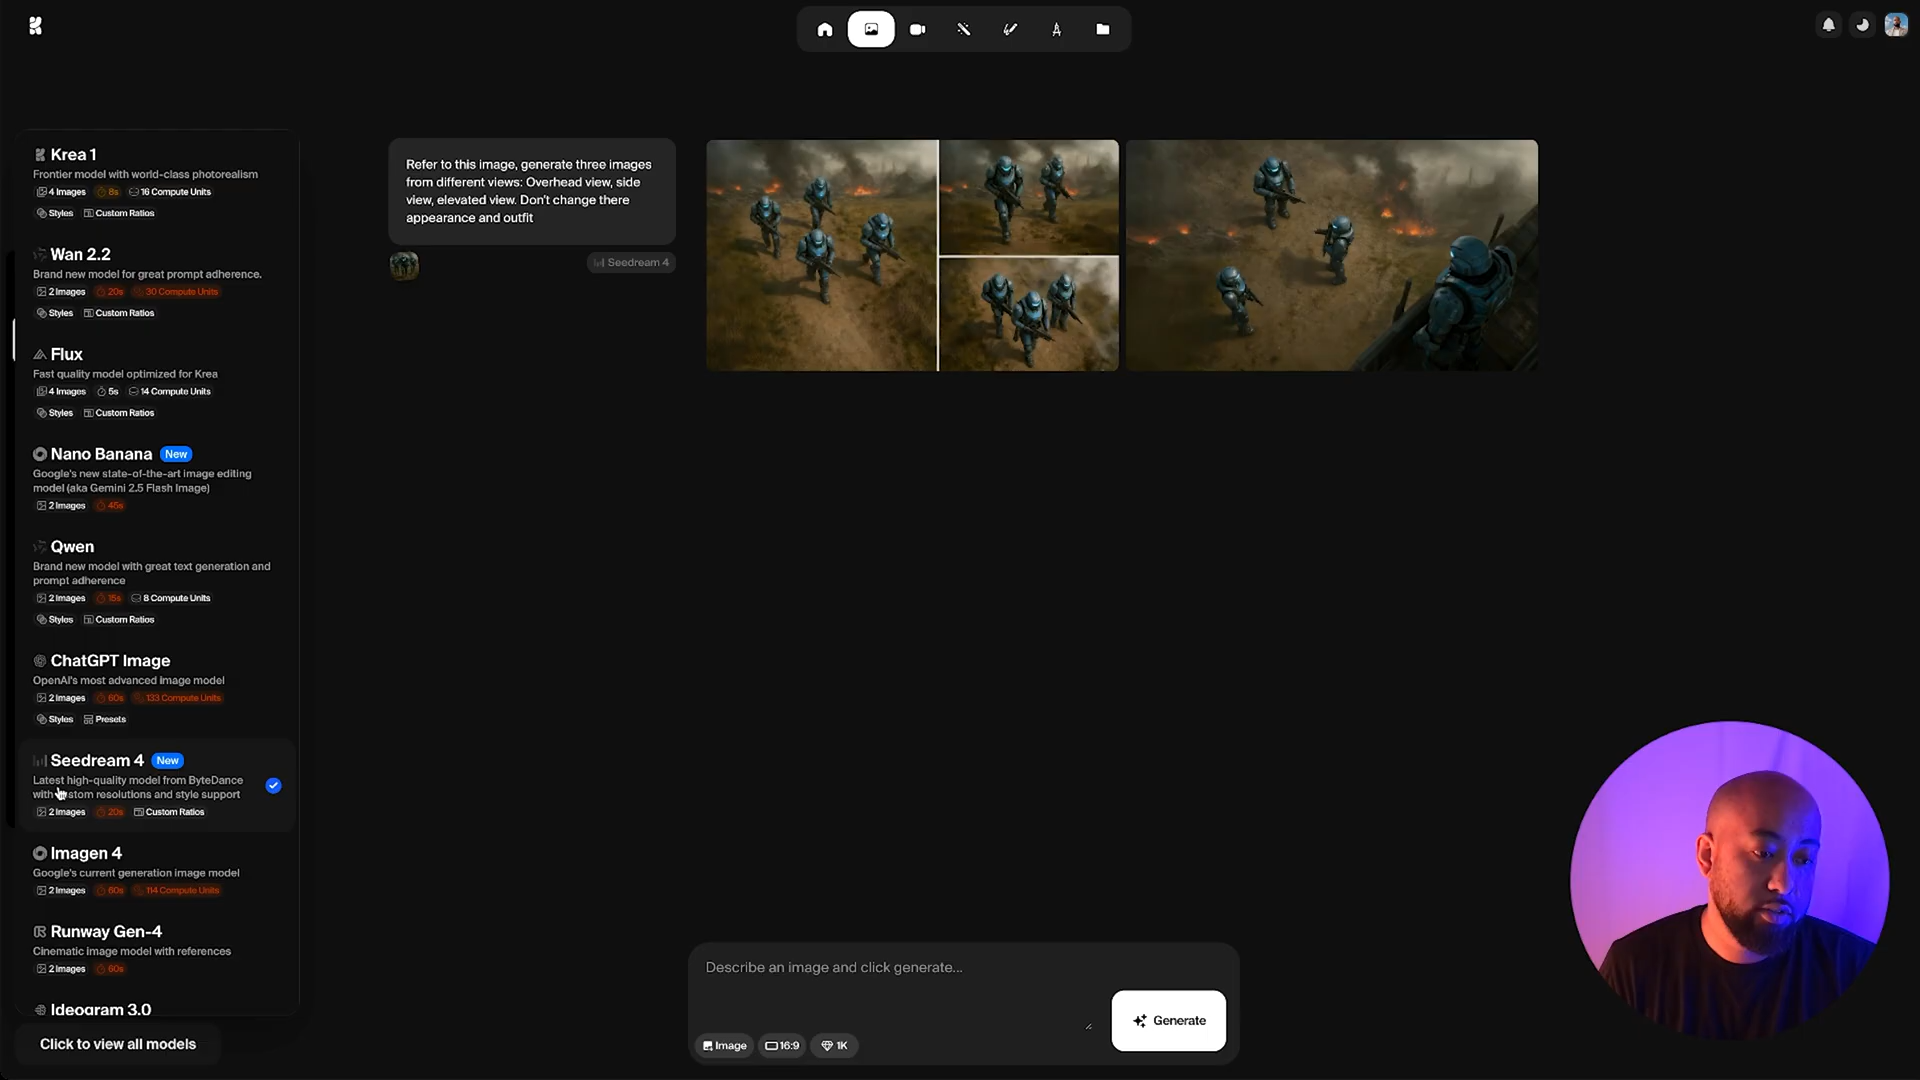 Krea 1
Frontier model with world-class photorealism
4 Images 8s 16 Compute Units
Styles Custom Ratios
Wan 2.2
Brand new model for great prompt adherence.
2 Images 20s 30 Compute Units
Styles Custom Ratios
Flux
Fast quality model optimized for Krea
4 Images 5s 14 Compute Units
Styles Custom Ratios
Nano Banana New
Google's new state-of-the-art image editing
model (aka Gemini 2.5 Flash Image)
2 Images 45s
Qwen
Brand new model with great text generation and
prompt adherence
2 Images 15s 8 Compute Units
Styles Custom Ratios
ChatGPT Image
OpenAI's most advanced image model
2 Images 60s 133 Compute Units
Styles Presets
Seedream 4 New
Latest high-quality model from ByteDance
with custom resolutions and style support
2 Images 20s Custom Ratios
Imagen 4
Google's current generation image model
2 Images 60s 114 Compute Units
Runway Gen-4
Cinematic image model with references
2 Images 60s
Ideogram 3.0
Click to view all models
Refer to this image, generate three images
from different views: Overhead view, side
view, elevated view. Don't change there
appearance and outfit
Seedream 4
Describe an image and click generate...
Generate
Image 16:9 1K